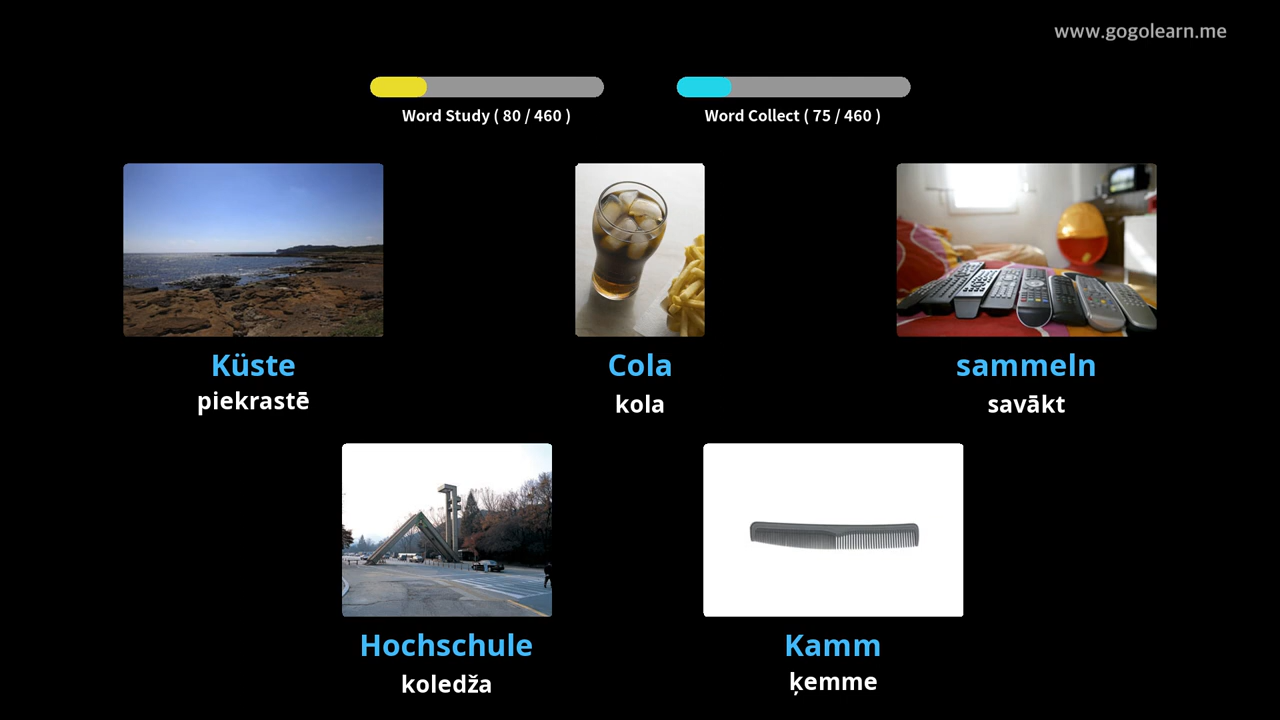 www.gogolearn.me
Word Study ( 80 / 460 )
Word Collect ( 75 / 460 )
Küste
piekrastē
Cola
kola
sammeln
savākt
Hochschule
koledža
Kamm
ķemme